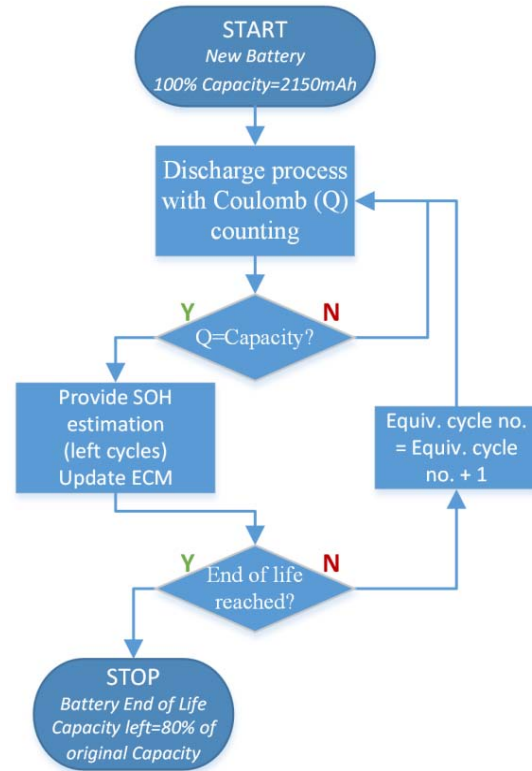 START
New Battery
100% Capacity=2150mAh
Discharge process
with Coulomb (Q)
counting
Y
N
Q=Capacity?
Provide SOH
estimation
(left cycles)
Update ECM
Equiv. cycle no.
= Equiv. cycle
no. + 1
Y
N
End of life
reached?
STOP
Battery End of Life
Capacity left=80% of
original Capacity